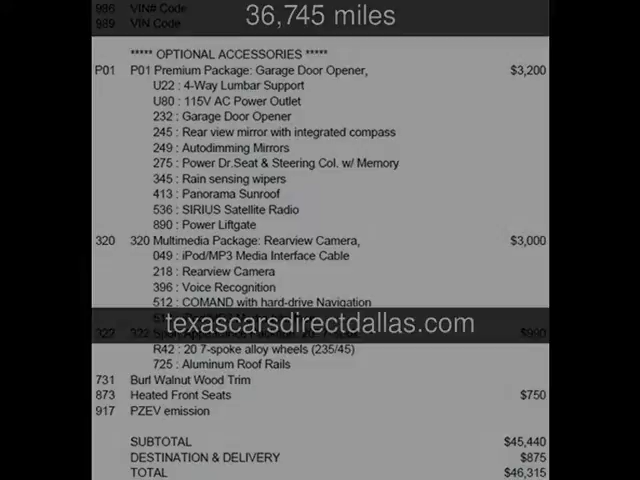 986 VIN# Code
36,745 miles
989 VIN Code
***** OPTIONAL ACCESSORIES *****
P01 P01 Premium Package: Garage Door Opener, $3,200
U22 : 4-Way Lumbar Support
U80 : 115V AC Power Outlet
232 : Garage Door Opener
245 : Rear view mirror with integrated compass
249 : Autodimming Mirrors
275 : Power Dr.Seat & Steering Col. w/ Memory
345 : Rain sensing wipers
413 : Panorama Sunroof
536 : SIRIUS Satellite Radio
890 : Power Liftgate
320 320 Multimedia Package: Rearview Camera, $3,000
049 : iPod/MP3 Media Interface Cable
218 : Rearview Camera
396 : Voice Recognition
512 : COMAND with hard-drive Navigation
texascarsdirectdallas.com
322 322 $990
R42 : 20 7-spoke alloy wheels (235/45)
725 : Aluminum Roof Rails
731 Burl Walnut Wood Trim
873 Heated Front Seats $750
917 PZEV emission
SUBTOTAL $45,440
DESTINATION & DELIVERY $875
TOTAL $46,315